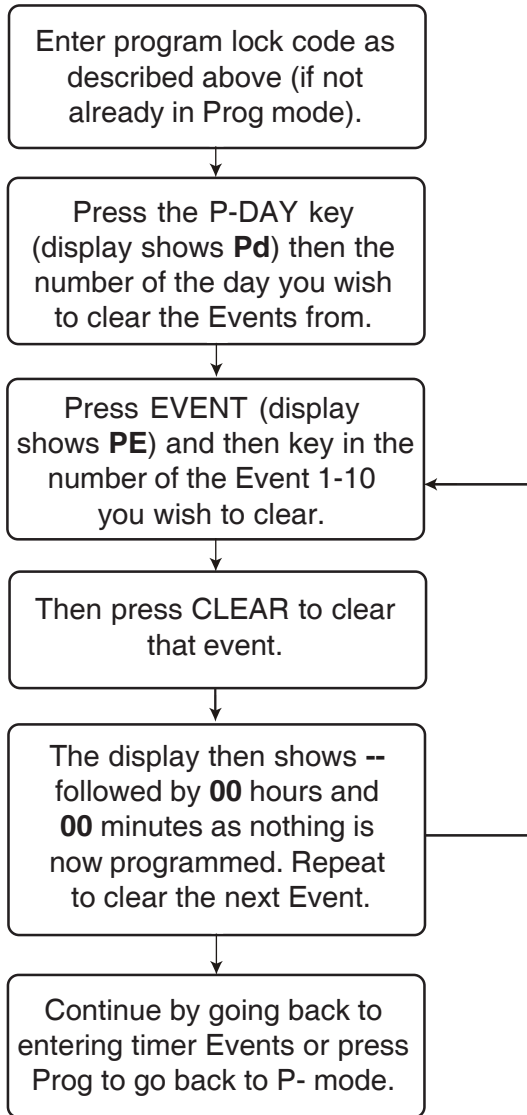 Enter program lock code as
described above (if not
already in Prog mode).
Press the P-DAY key
(display shows Pd) then the
number of the day you wish
to clear the Events from.
Press EVENT (display
shows PE) and then key in the
number of the Event 1-10
you wish to clear.
Then press CLEAR to clear
that event.
The display then shows --
followed by 00 hours and
00 minutes as nothing is
now programmed. Repeat
to clear the next Event.
Continue by going back to
entering timer Events or press
Prog to go back to P- mode.